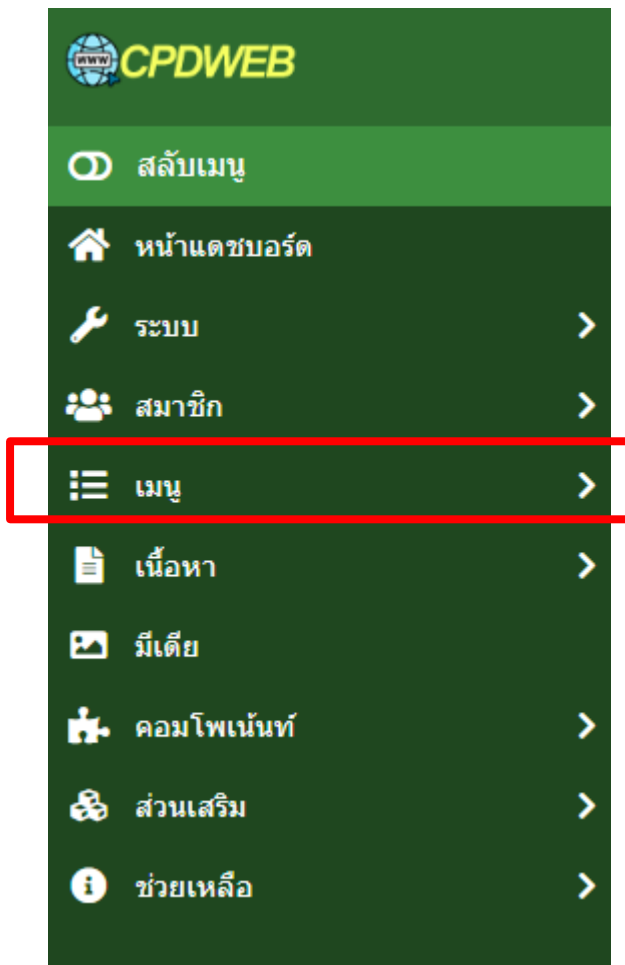 www CPDWEB
สลับเมนู
หน้าแดชบอร์ด
ระบบ
สมาชิก
เมนู
เนื้อหา
มีเดีย
คอมโพเน้นท์
ส่วนเสริม
ช่วยเหลือ